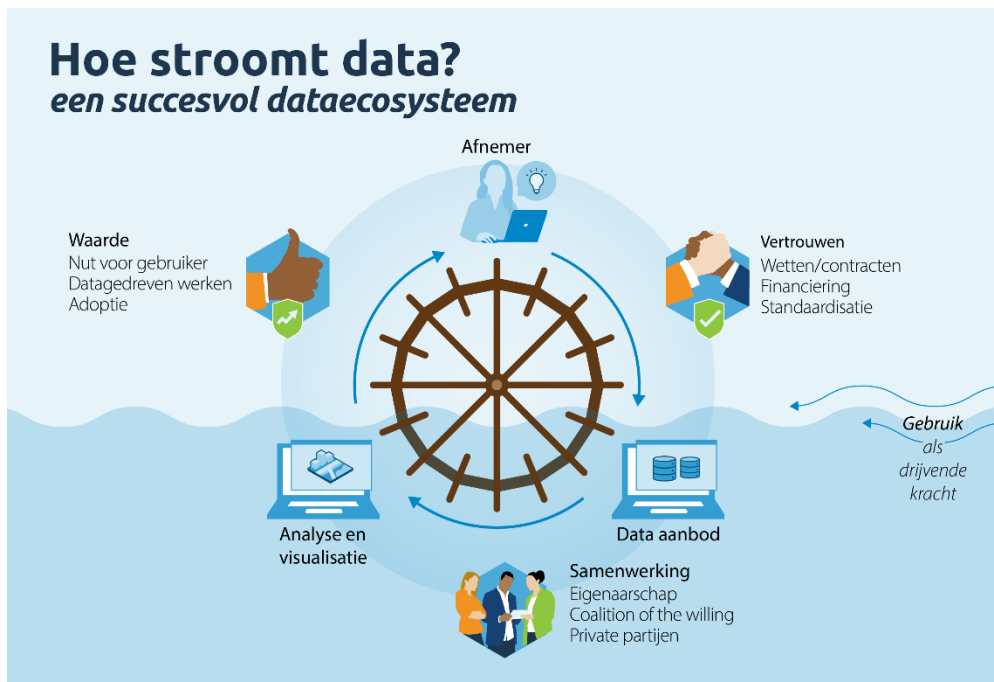 Hoe stroomt data?
een succesvol dataecosysteem
Afnemer
Waarde
Nut voor gebruiker
Datagedreven werken
Adoptie
Vertrouwen
Wetten/contracten
Financiering
Standaardisatie
Gebruik
als
drijvende
kracht
Analyse en
visualisatie
Data aanbod
Samenwerking
Eigenaarschap
Coalition of the willing
Private partijen